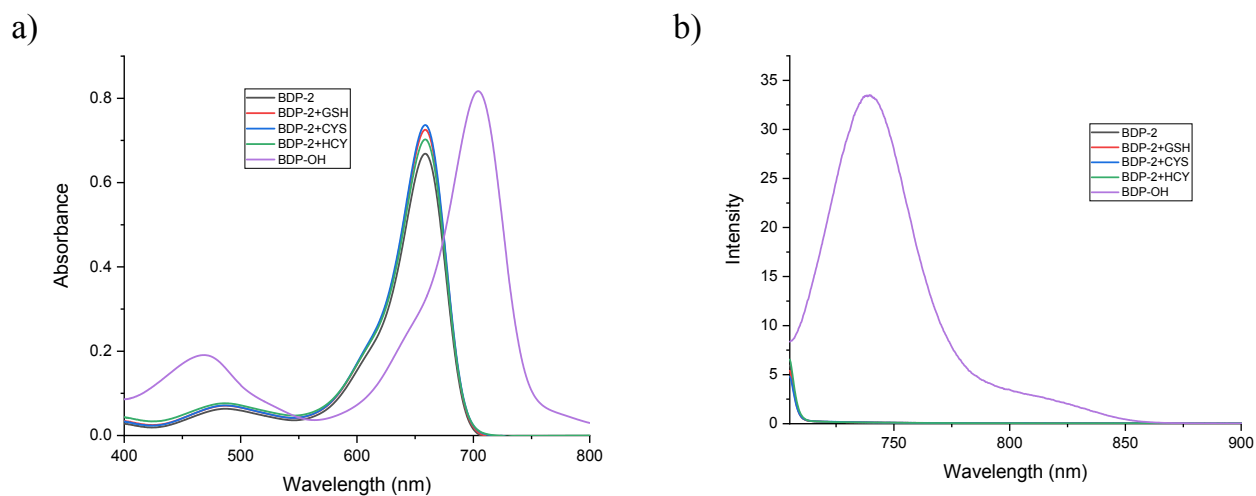 a)
Absorbance
0.8
0.6
0.4
0.2
0.0
BDP-2
BDP-2+GSH
BDP-2+CYS
BDP-2+HCY
BDP-OH
400 500 600 700 800
Wavelength (nm)
b)
Intensity
35
30
25
20
15
10
5
0
BDP-2
BDP-2+GSH
BDP-2+CYS
BDP-2+HCY
BDP-OH
750 800 850 900
Wavelength (nm)